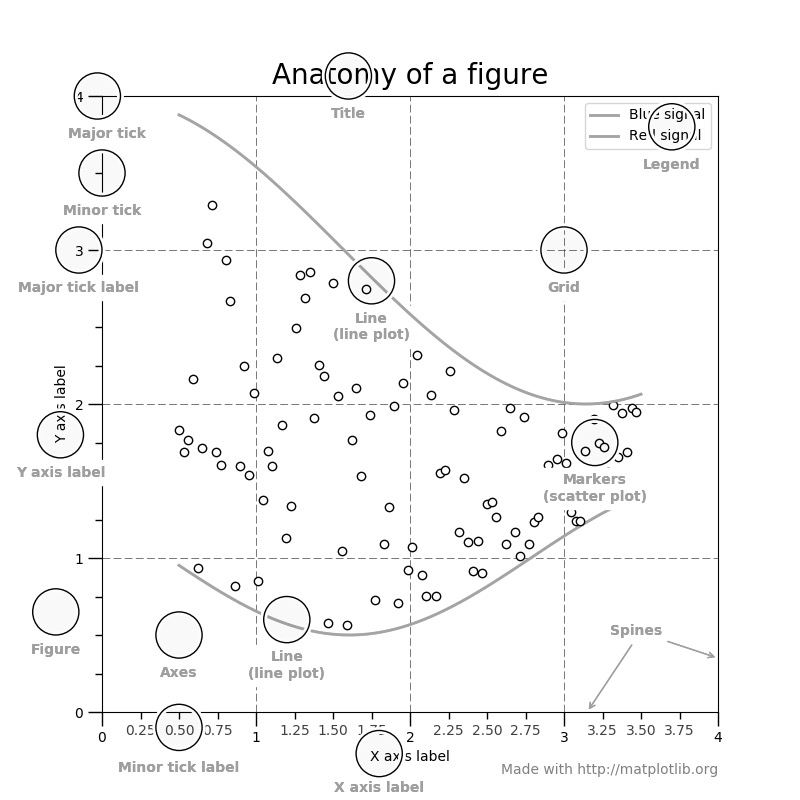 Anatomy of a figure
4
Major tick
Title
Blue signal
Red signal
Legend
Minor tick
3
Major tick label
Grid
Line
(line plot)
2
Y axis label
Y axis label
Markers
(scatter plot)
1
Figure
Axes
Line
(line plot)
Spines
0
0 0.25 0.50 0.75 1 1.25 1.50 1.75 2 2.25 2.50 2.75 3 3.25 3.50 3.75 4
Minor tick label
X axis label
X axis label
Made with http://matplotlib.org